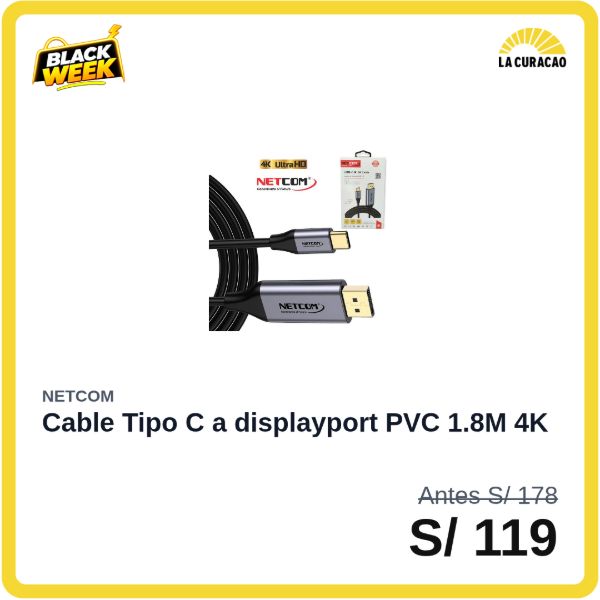 BLACK
WEEK
LA CURACAO
4K UltraHD
NETCOM®
NETCOM
NETCOM
Cable Tipo C a displayport PVC 1.8M 4K
Antes S/ 178
S/ 119